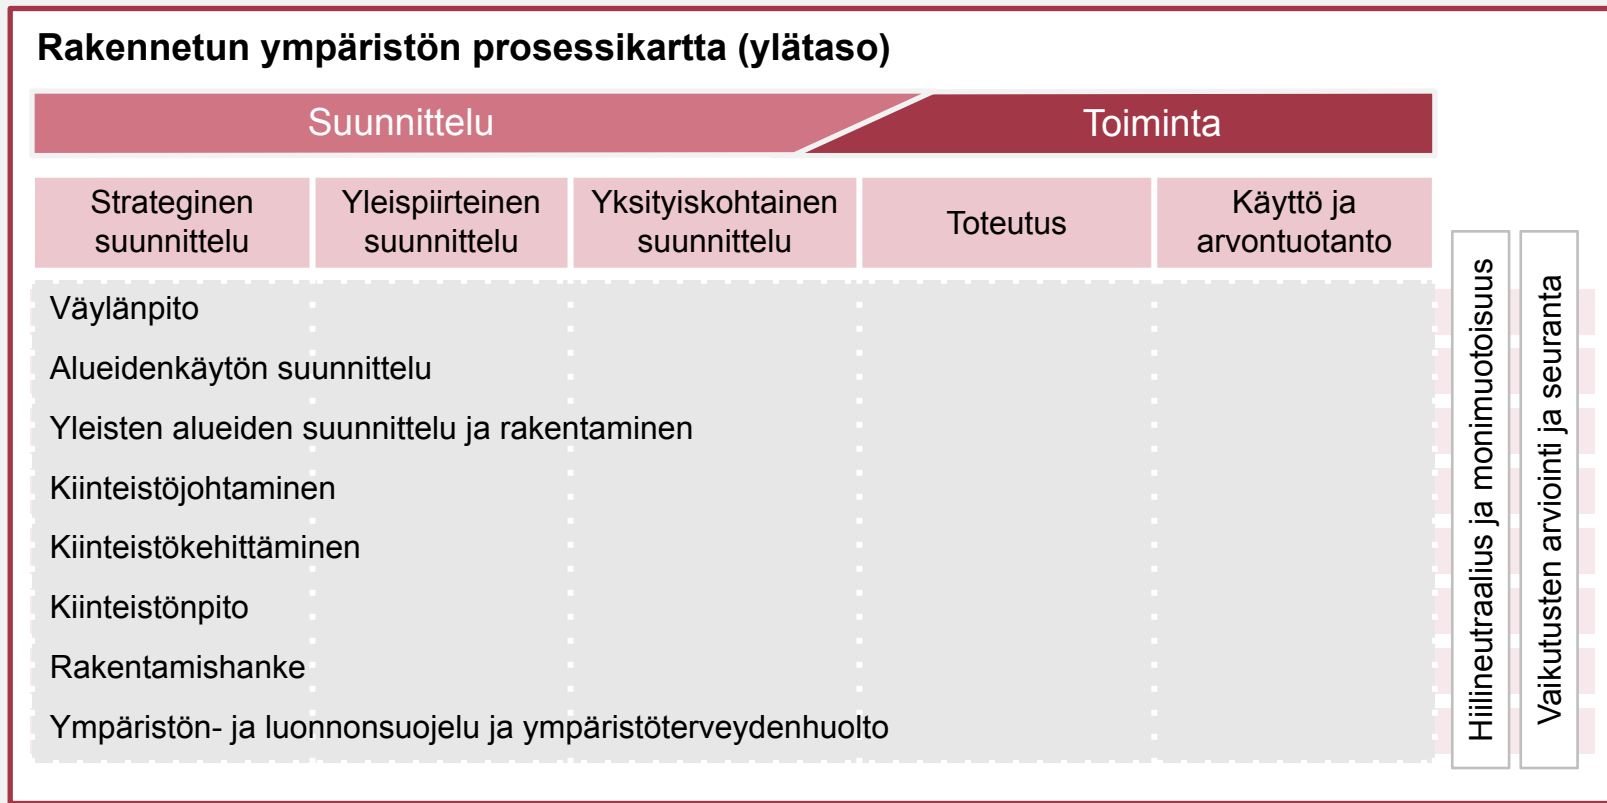 Rakennetun ympäristön prosessikartta (ylätaso)
Suunnittelu
Toiminta
Strateginen
suunnittelu
Yleispiirteinen
suunnittelu
Yksityiskohtainen
suunnittelu
Toteutus
Käyttö ja
arvontuotanto
Väylänpito
Alueidenkäytön suunnittelu
Yleisten alueiden suunnittelu ja rakentaminen
Kiinteistöjohtaminen
Kiinteistökehittäminen
Kiinteistönpito
Rakentamishanke
Ympäristön- ja luonnonsuojelu ja ympäristöterveydenhuolto
Hiilineutraalius ja monimuotoisuus
Vaikutusten arviointi ja seuranta